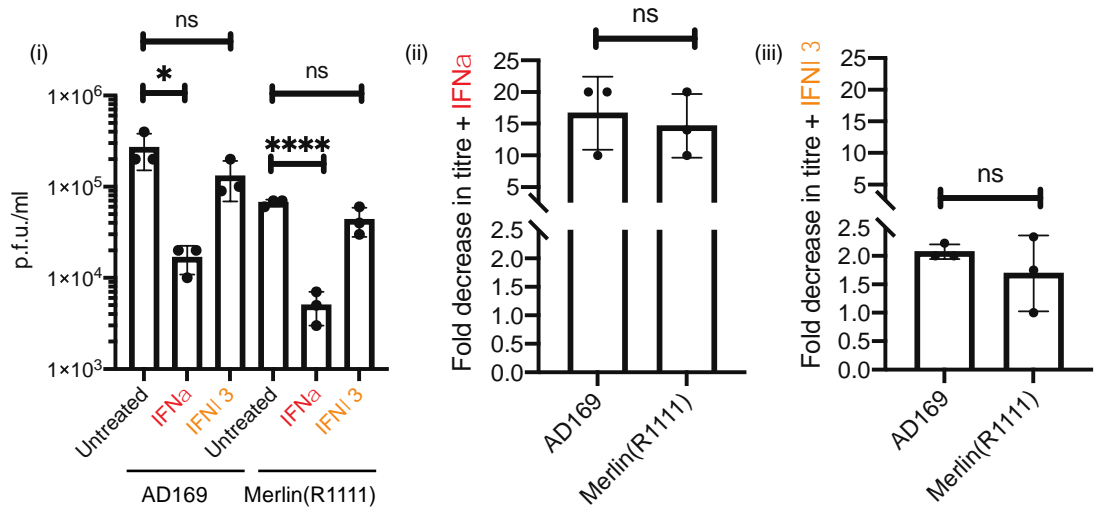 (i)
ns
*
ns
****
p.f.u./ml
1×10⁶
1×10⁵
1×10⁴
1×10³
Untreated
IFNa
IFNl 3
Untreated
IFNa
IFNl 3
AD169
Merlin(R1111)
(ii)
ns
Fold decrease in titre + IFNa
25
20
15
10
5
2.5
2.0
1.5
1.0
0.5
0.0
AD169
Merlin(R1111)
(iii)
ns
Fold decrease in titre + IFNl 3
25
20
15
10
5
2.5
2.0
1.5
1.0
0.5
0.0
AD169
Merlin(R1111)